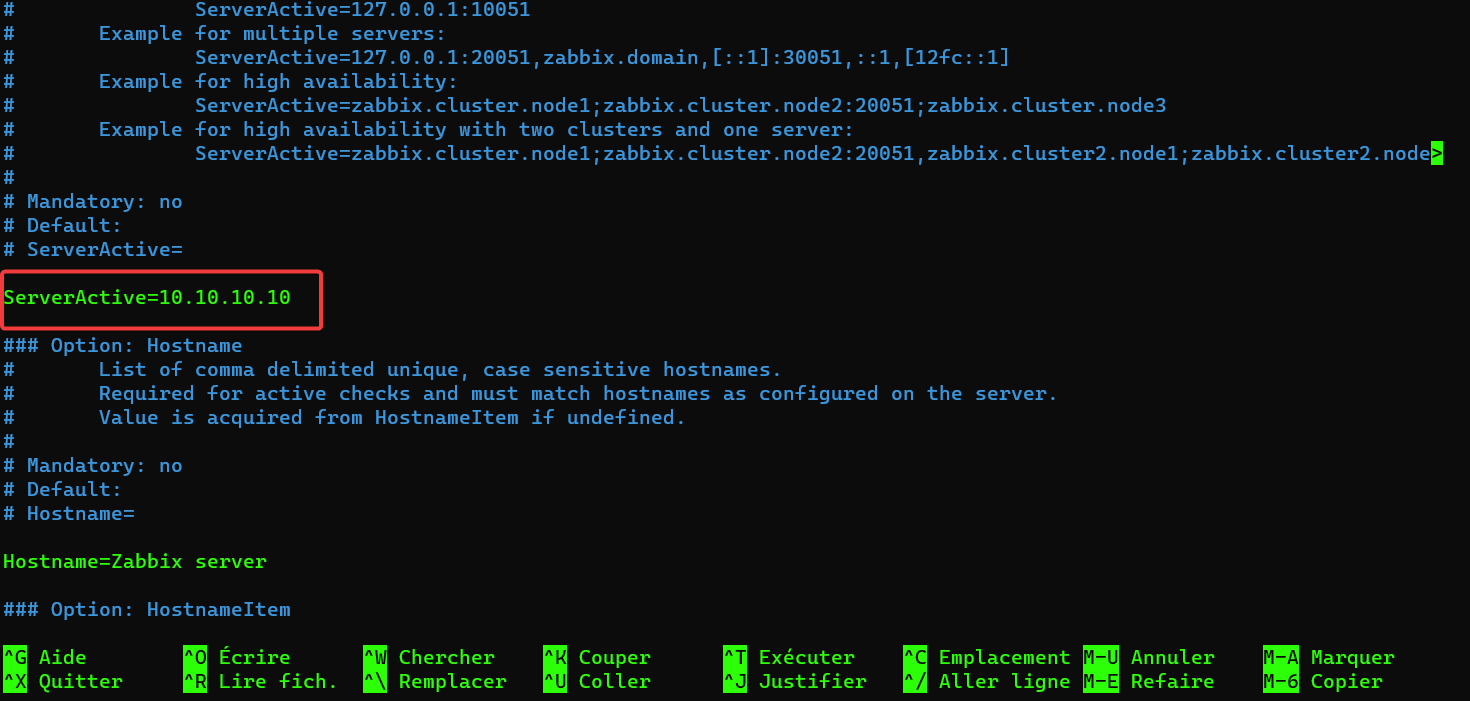 #               ServerActive=127.0.0.1:10051
#       Example for multiple servers:
#               ServerActive=127.0.0.1:20051,zabbix.domain,[::1]:30051,::1,[12fc::1]
#       Example for high availability:
#               ServerActive=zabbix.cluster.node1;zabbix.cluster.node2:20051;zabbix.cluster.node3
#       Example for high availability with two clusters and one server:
#               ServerActive=zabbix.cluster.node1;zabbix.cluster.node2:20051,zabbix.cluster2.node1;zabbix.cluster2.node>
#
# Mandatory: no
# Default:
# ServerActive=
ServerActive=10.10.10.10
### Option: Hostname
#       List of comma delimited unique, case sensitive hostnames.
#       Required for active checks and must match hostnames as configured on the server.
#       Value is acquired from HostnameItem if undefined.
#
# Mandatory: no
# Default:
# Hostname=
Hostname=Zabbix server
### Option: HostnameItem
^G Aide ^O Écrire ^W Chercher ^K Couper ^T Exécuter ^C Emplacement M-U Annuler M-A Marquer
^X Quitter ^R Lire fich. ^\ Remplacer ^U Coller ^J Justifier ^/ Aller ligne M-E Refaire M-6 Copier